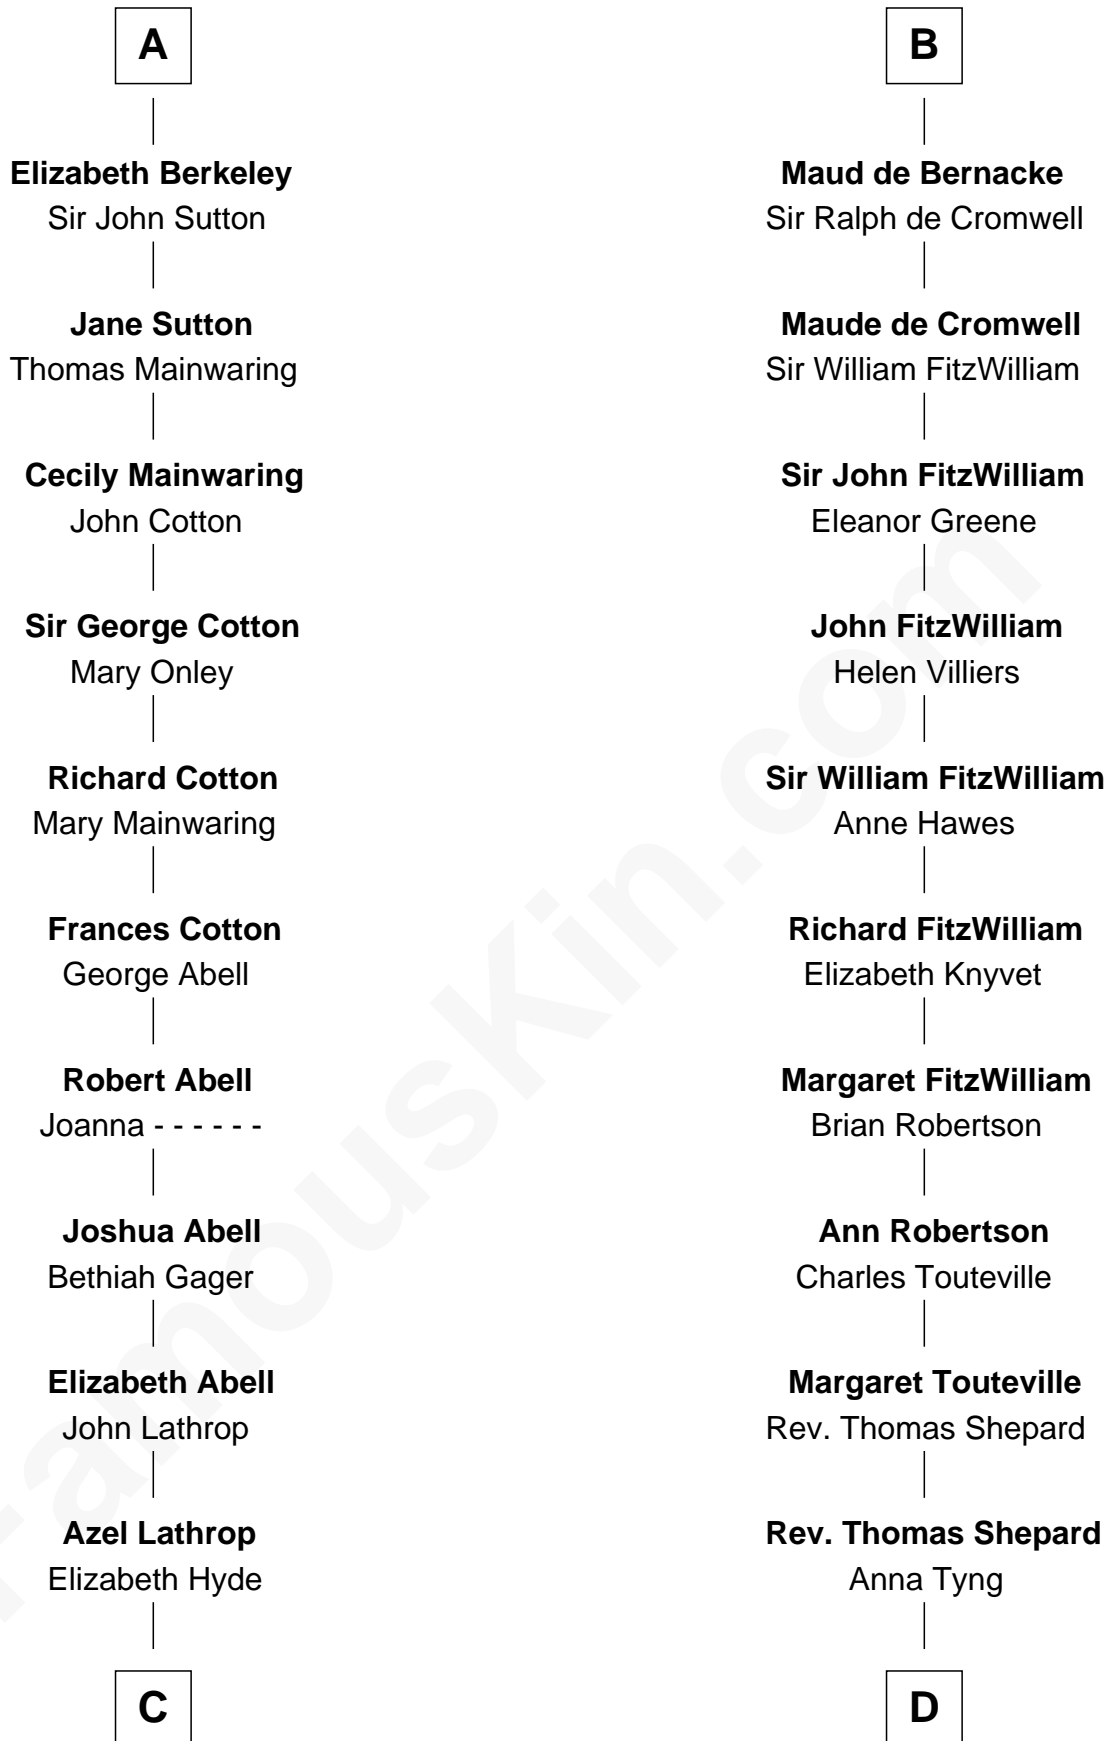 A
Elizabeth Berkeley
Sir John Sutton
Jane Sutton
Thomas Mainwaring
Cecily Mainwaring
John Cotton
Sir George Cotton
Mary Onley
Richard Cotton
Mary Mainwaring
Frances Cotton
George Abell
Robert Abell
Joanna - - - - - -
Joshua Abell
Bethiah Gager
Elizabeth Abell
John Lathrop
Azel Lathrop
Elizabeth Hyde
C
B
Maud de Bernacke
Sir Ralph de Cromwell
Maude de Cromwell
Sir William FitzWilliam
Sir John FitzWilliam
Eleanor Greene
John FitzWilliam
Helen Villiers
Sir William FitzWilliam
Anne Hawes
Richard FitzWilliam
Elizabeth Knyvet
Margaret FitzWilliam
Brian Robertson
Ann Robertson
Charles Touteville
Margaret Touteville
Rev. Thomas Shepard
Rev. Thomas Shepard
Anna Tyng
D
FamousKin.com